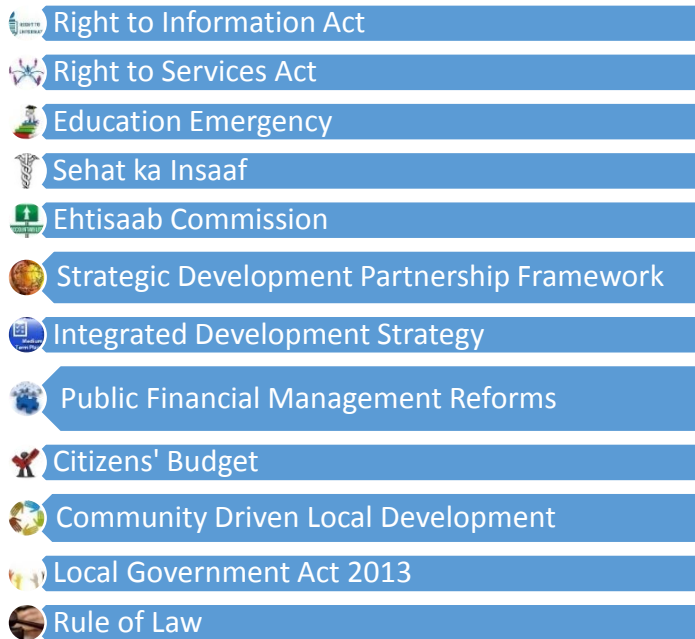 Right to Information Act
Right to Services Act
Education Emergency
Sehat ka Insaaf
Ehtisaab Commission
Strategic Development Partnership Framework
Integrated Development Strategy
Public Financial Management Reforms
Citizens' Budget
Community Driven Local Development
Local Government Act 2013
Rule of Law